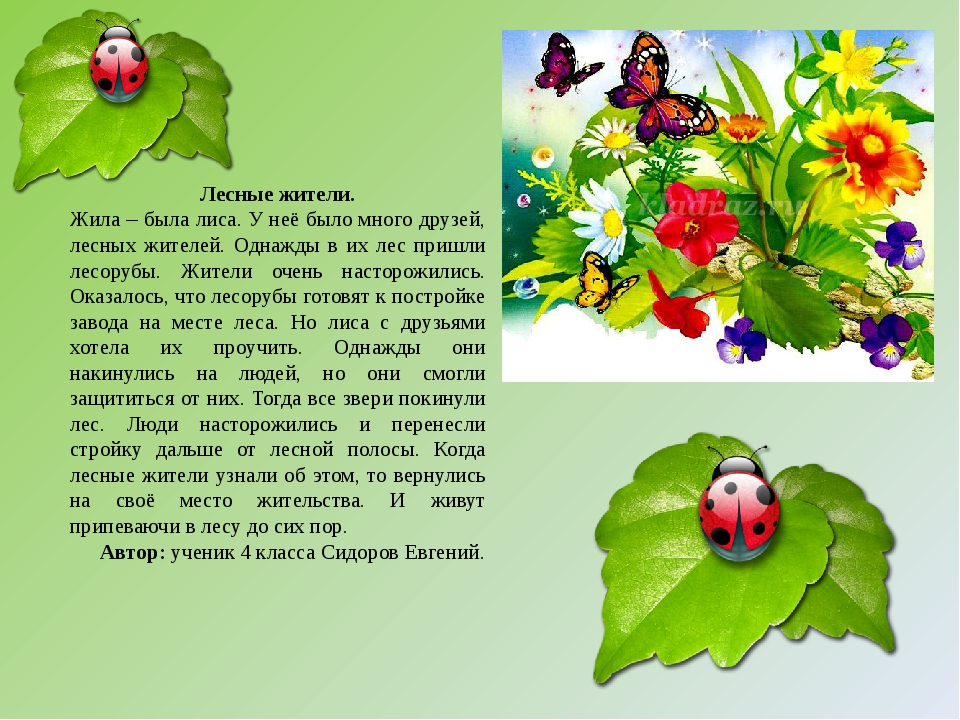 Лесные жители.
Жила – была лиса. У неё было много друзей,
лесных жителей. Однажды в их лес пришли
лесорубы. Жители очень насторожились.
Оказалось, что лесорубы готовят к постройке
завода на месте леса. Но лиса с друзьями
хотела их проучить. Однажды они
накинулись на людей, но они смогли
защититься от них. Тогда все звери покинули
лес. Люди насторожились и перенесли
стройку дальше от лесной полосы. Когда
лесные жители узнали об этом, то вернулись
на своё место жительства. И живут
припеваючи в лесу до сих пор.
Автор: ученик 4 класса Сидоров Евгений.
kladraz.ru